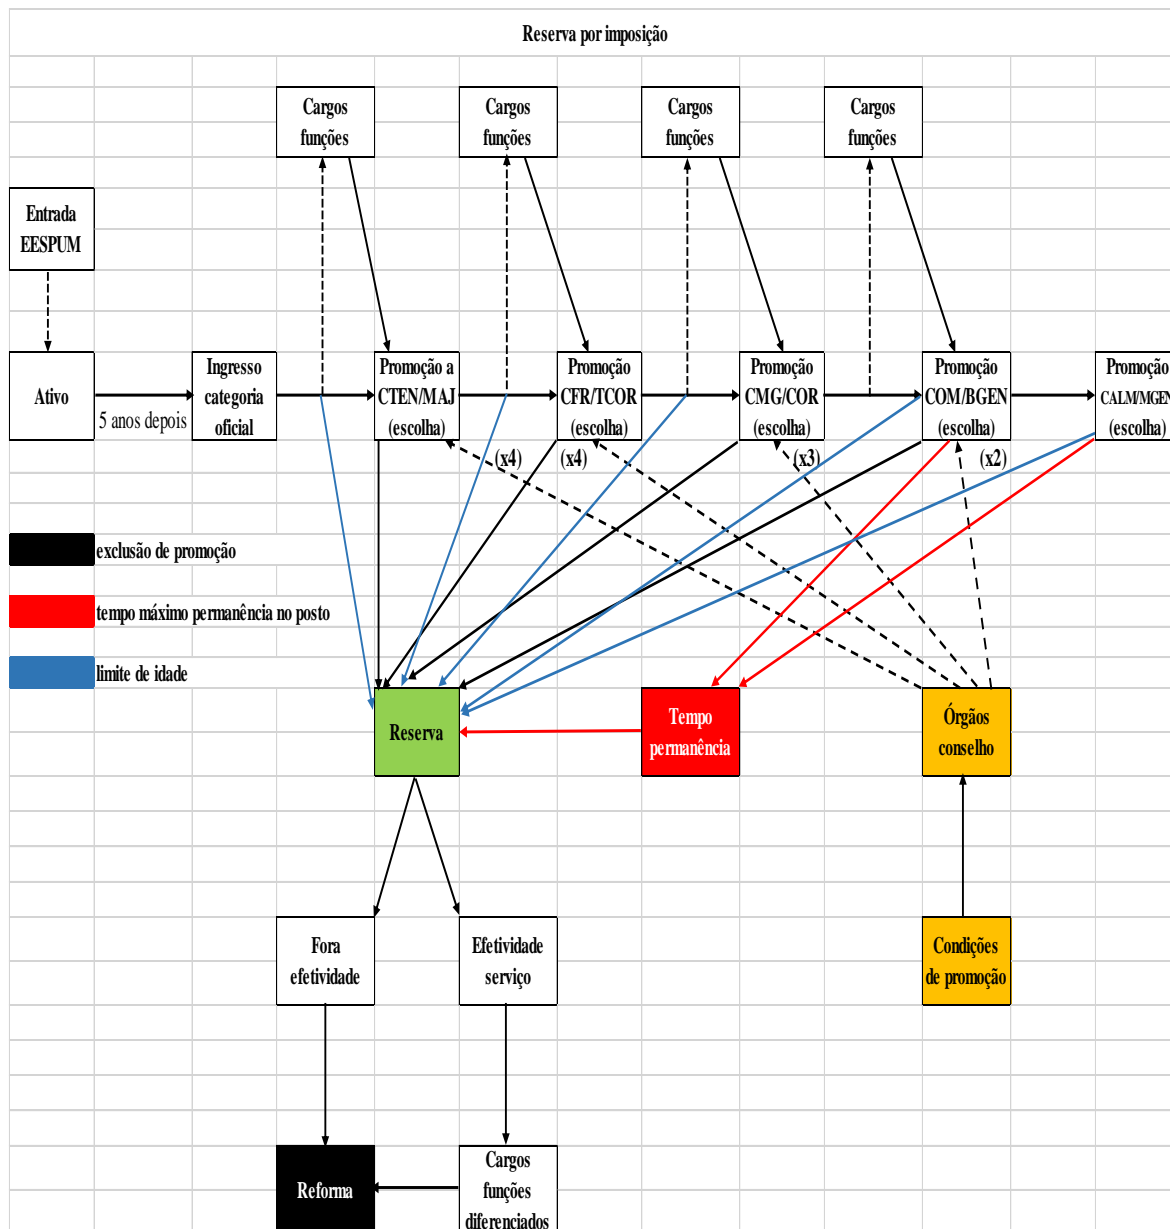 Reserva por imposição
Cargos
funções
Cargos
funções
Cargos
funções
Cargos
funções
Entrada
EESPUM
Ativo
5 anos depois
Ingresso
categoria
oficial
Promoção a
CTEN/MAJ
(escolha)
Promoção
CFR/TCOR
(escolha)
Promoção
CMG/COR
(escolha)
Promoção
COM/BGEN
(escolha)
Promoção
CALM/MGEN
(escolha)
(x4)
(x4)
(x3)
(x2)
exclusão de promoção
tempo máximo permanência no posto
limite de idade
Reserva
Tempo
permanência
Órgãos
conselho
Fora
efetividade
Efetividade
serviço
Condições
de promoção
Reforma
Cargos
funções
diferenciados